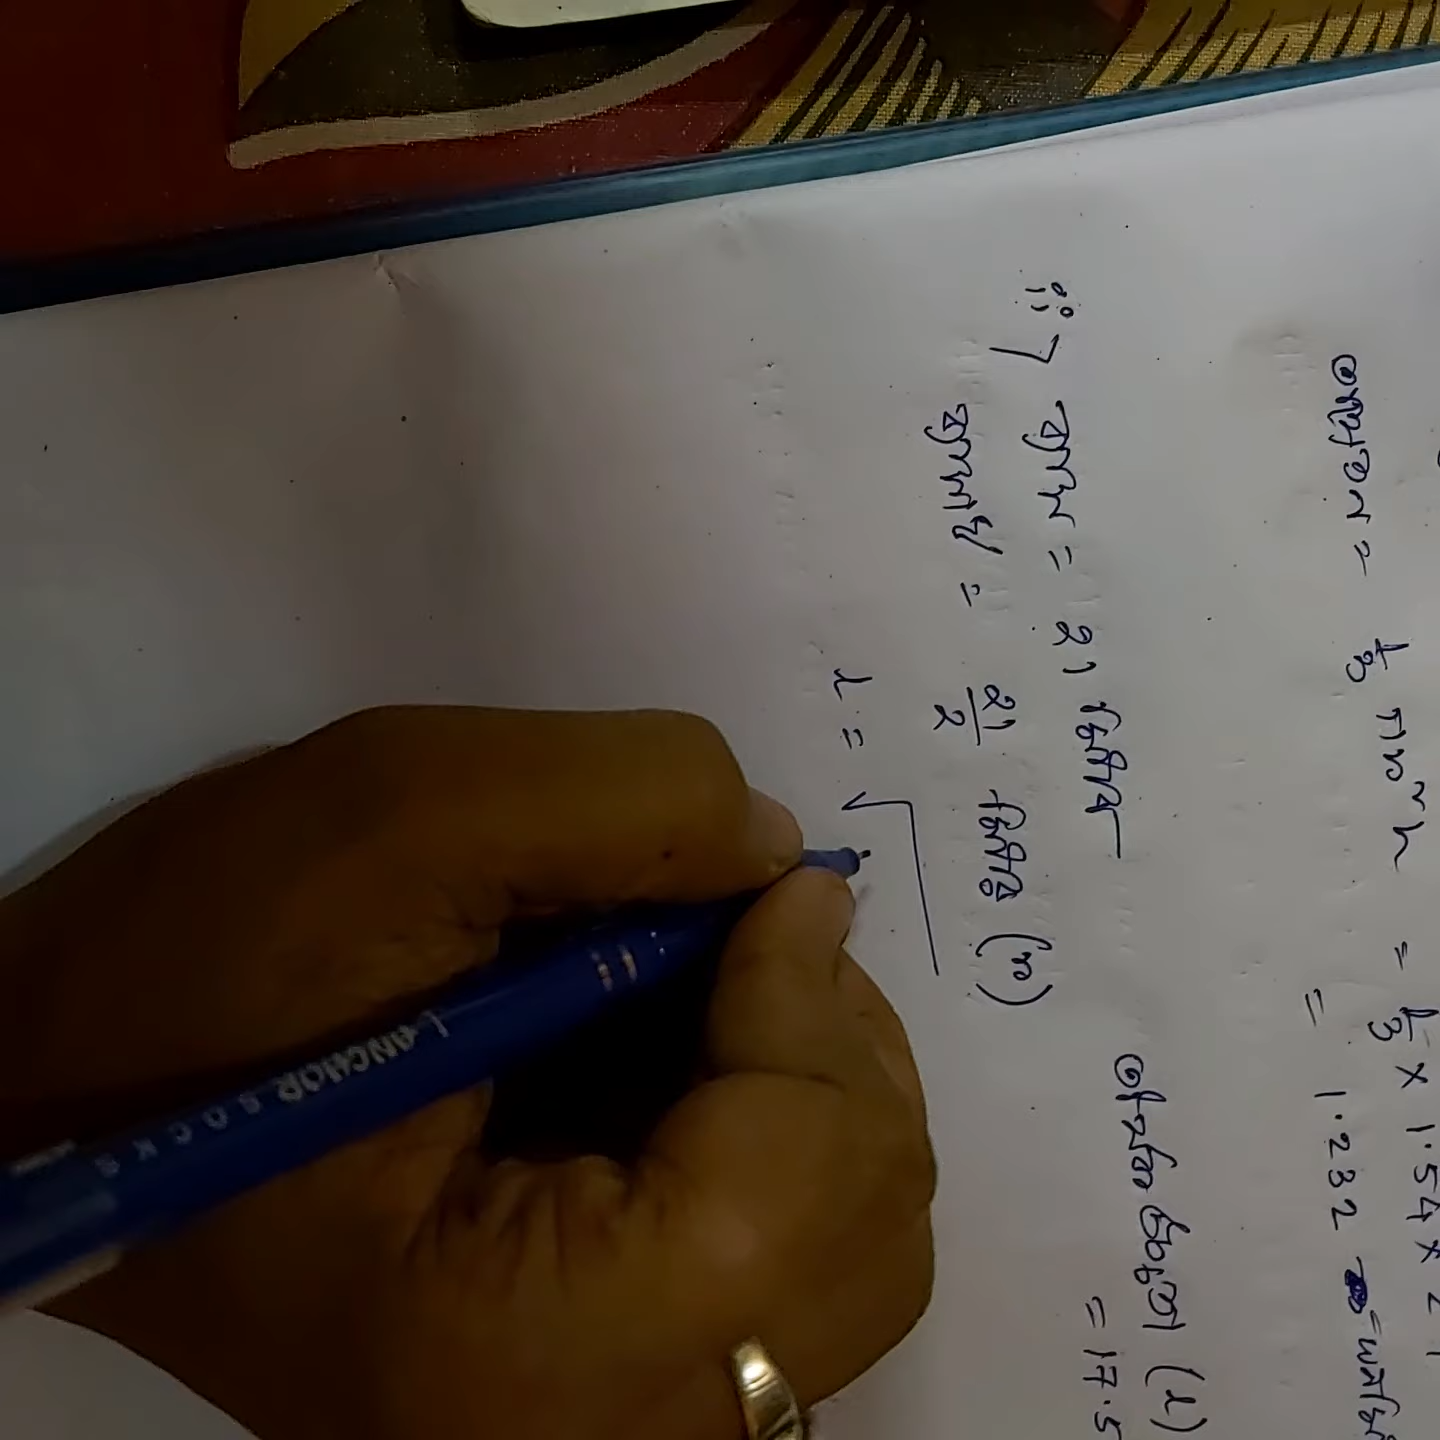 আয়তন = 1/3 πr²h = 1/3 × 1.54 × 2.
= 1.232
ii> ব্যাস = 21 মিটার
ব্যাসার্ধ = 21/2 মিটার (r)
তির্যক উচ্চতা (l)
= 17.5
l = √
L-ANCHOR SOCKS